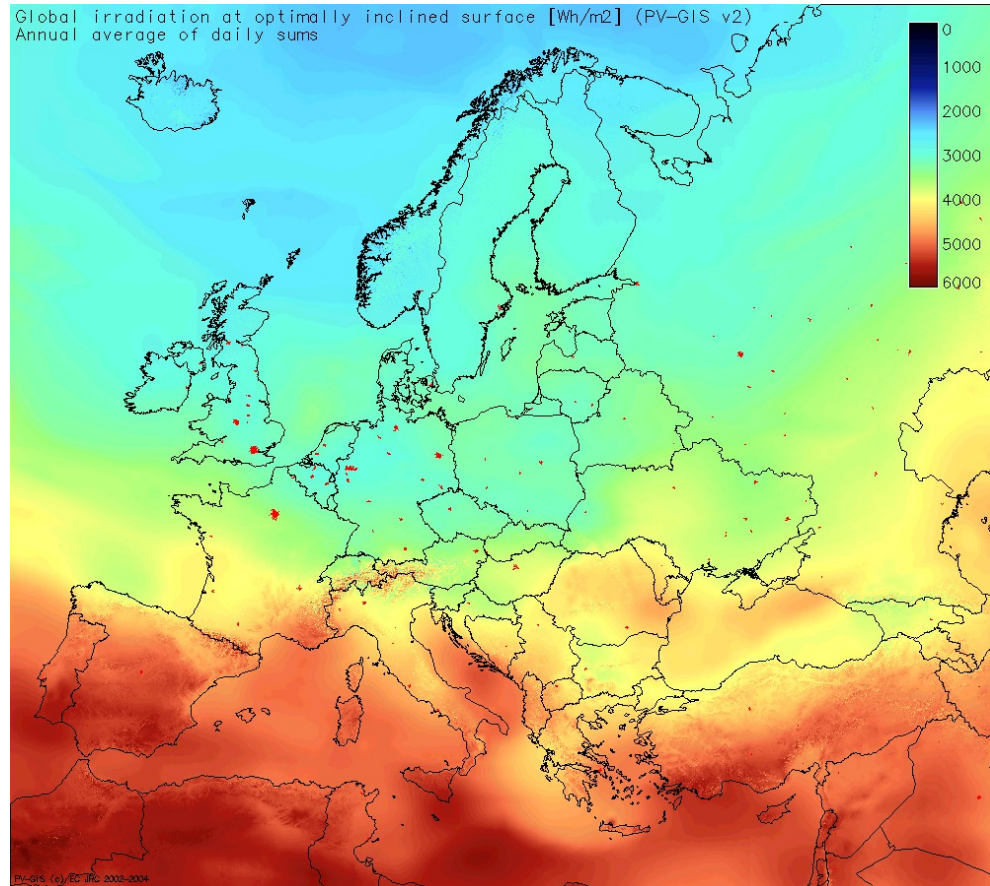 Global irradiation at optimally inclined surface [Wh/m2] (PV-GIS v2)
Annual average of daily sums
0
1000
2000
3000
4000
5000
6000
PV-GIS (c)/EC JRC 2002-2004